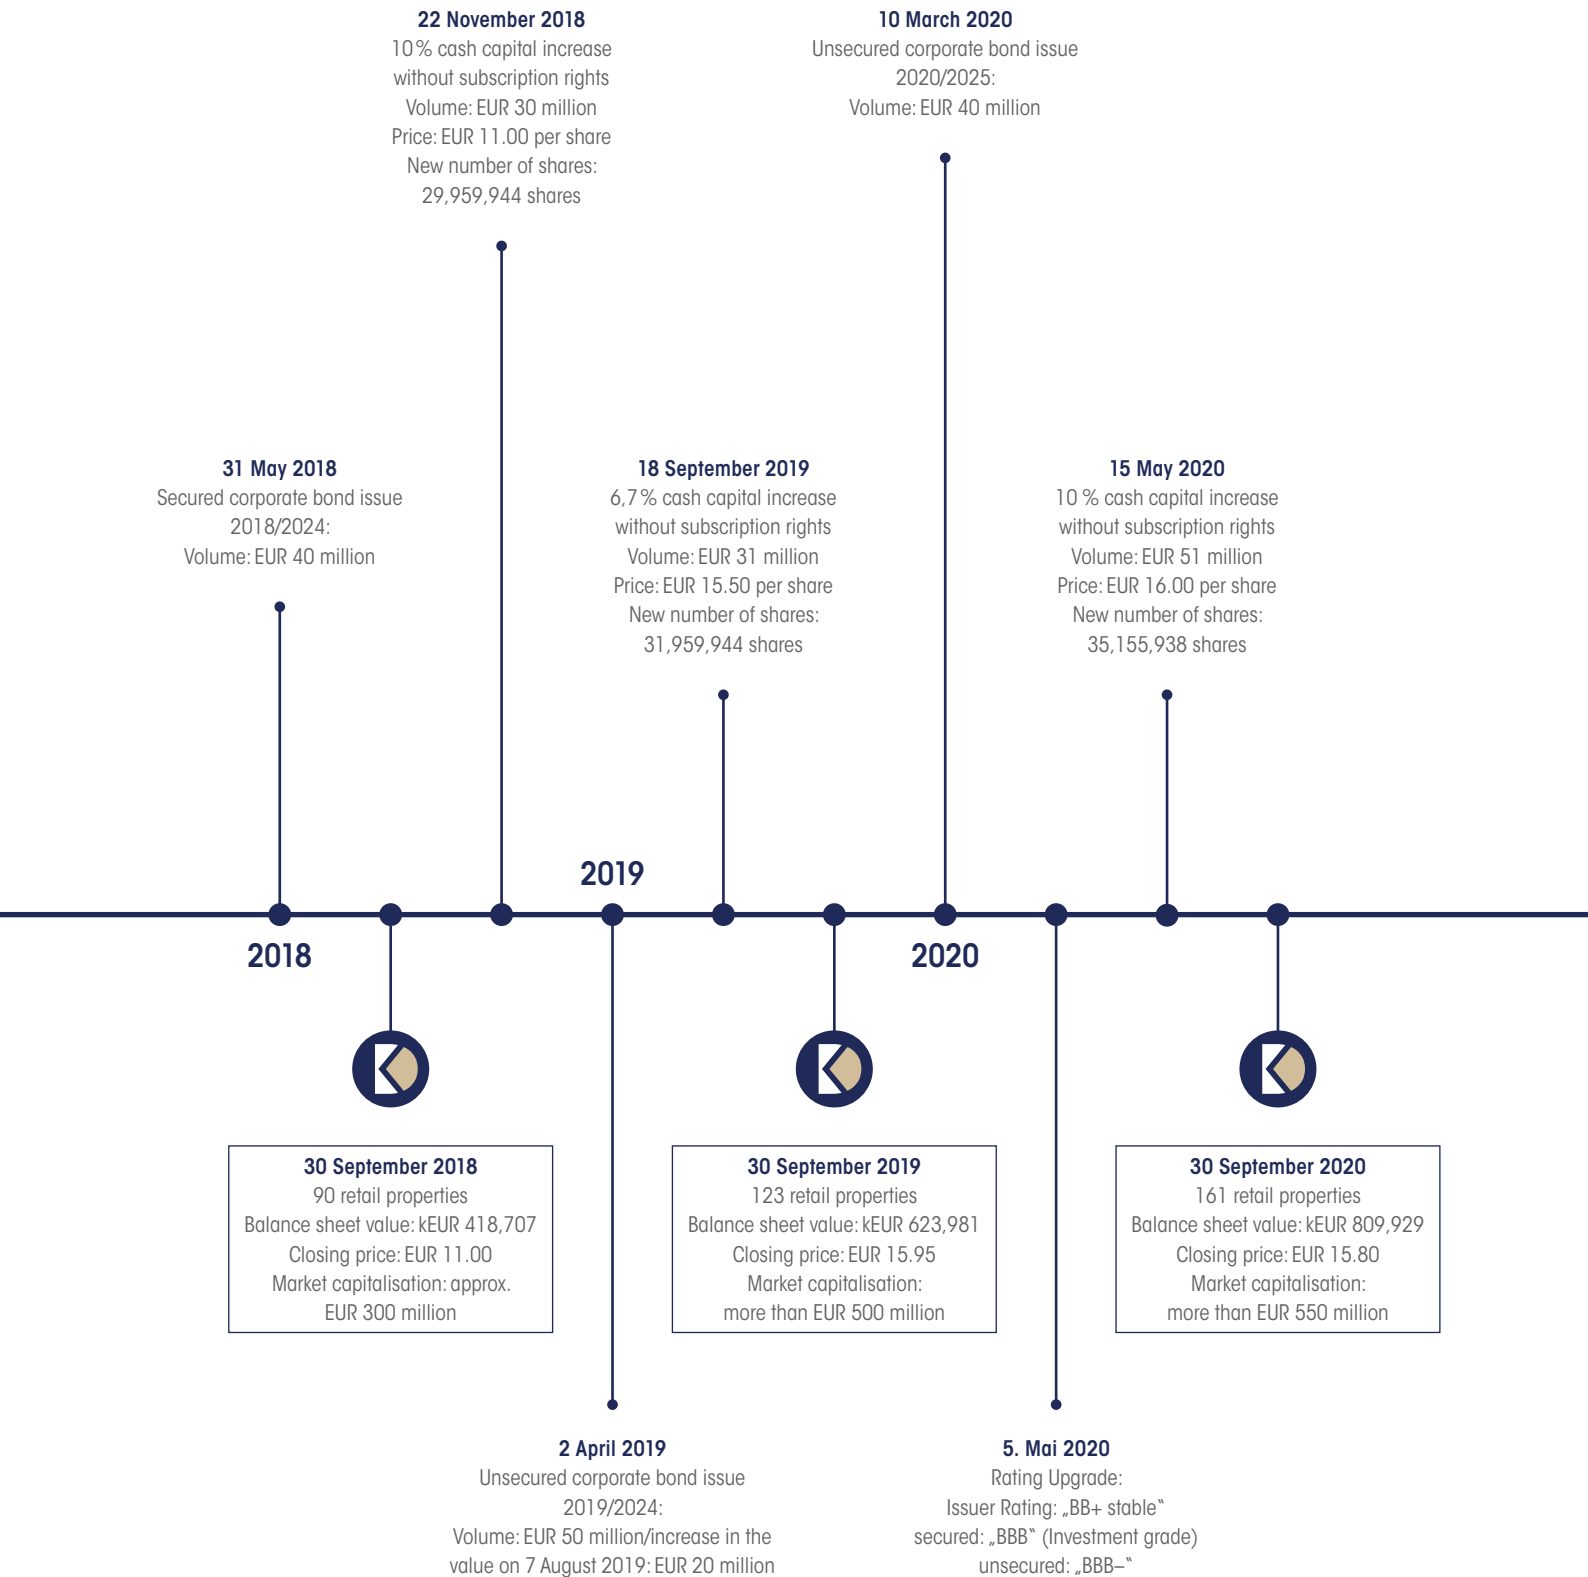 22 November 2018
10 % cash capital increase
without subscription rights
Volume: EUR 30 million
Price: EUR 11.00 per share
New number of shares:
29,959,944 shares
10 March 2020
Unsecured corporate bond issue
2020/2025:
Volume: EUR 40 million
31 May 2018
Secured corporate bond issue
2018/2024:
Volume: EUR 40 million
18 September 2019
6,7 % cash capital increase
without subscription rights
Volume: EUR 31 million
Price: EUR 15.50 per share
New number of shares:
31,959,944 shares
15 May 2020
10 % cash capital increase
without subscription rights
Volume: EUR 51 million
Price: EUR 16.00 per share
New number of shares:
35,155,938 shares
2019
2018
2020
30 September 2018
90 retail properties
Balance sheet value: kEUR 418,707
Closing price: EUR 11.00
Market capitalisation: approx.
EUR 300 million
30 September 2019
123 retail properties
Balance sheet value: kEUR 623,981
Closing price: EUR 15.95
Market capitalisation:
more than EUR 500 million
30 September 2020
161 retail properties
Balance sheet value: kEUR 809,929
Closing price: EUR 15.80
Market capitalisation:
more than EUR 550 million
2 April 2019
Unsecured corporate bond issue
2019/2024:
Volume: EUR 50 million/increase in the
value on 7 August 2019: EUR 20 million
5. Mai 2020
Rating Upgrade:
Issuer Rating: „BB+ stable‟
secured: „BBB‟ (Investment grade)
unsecured: „BBB–‟